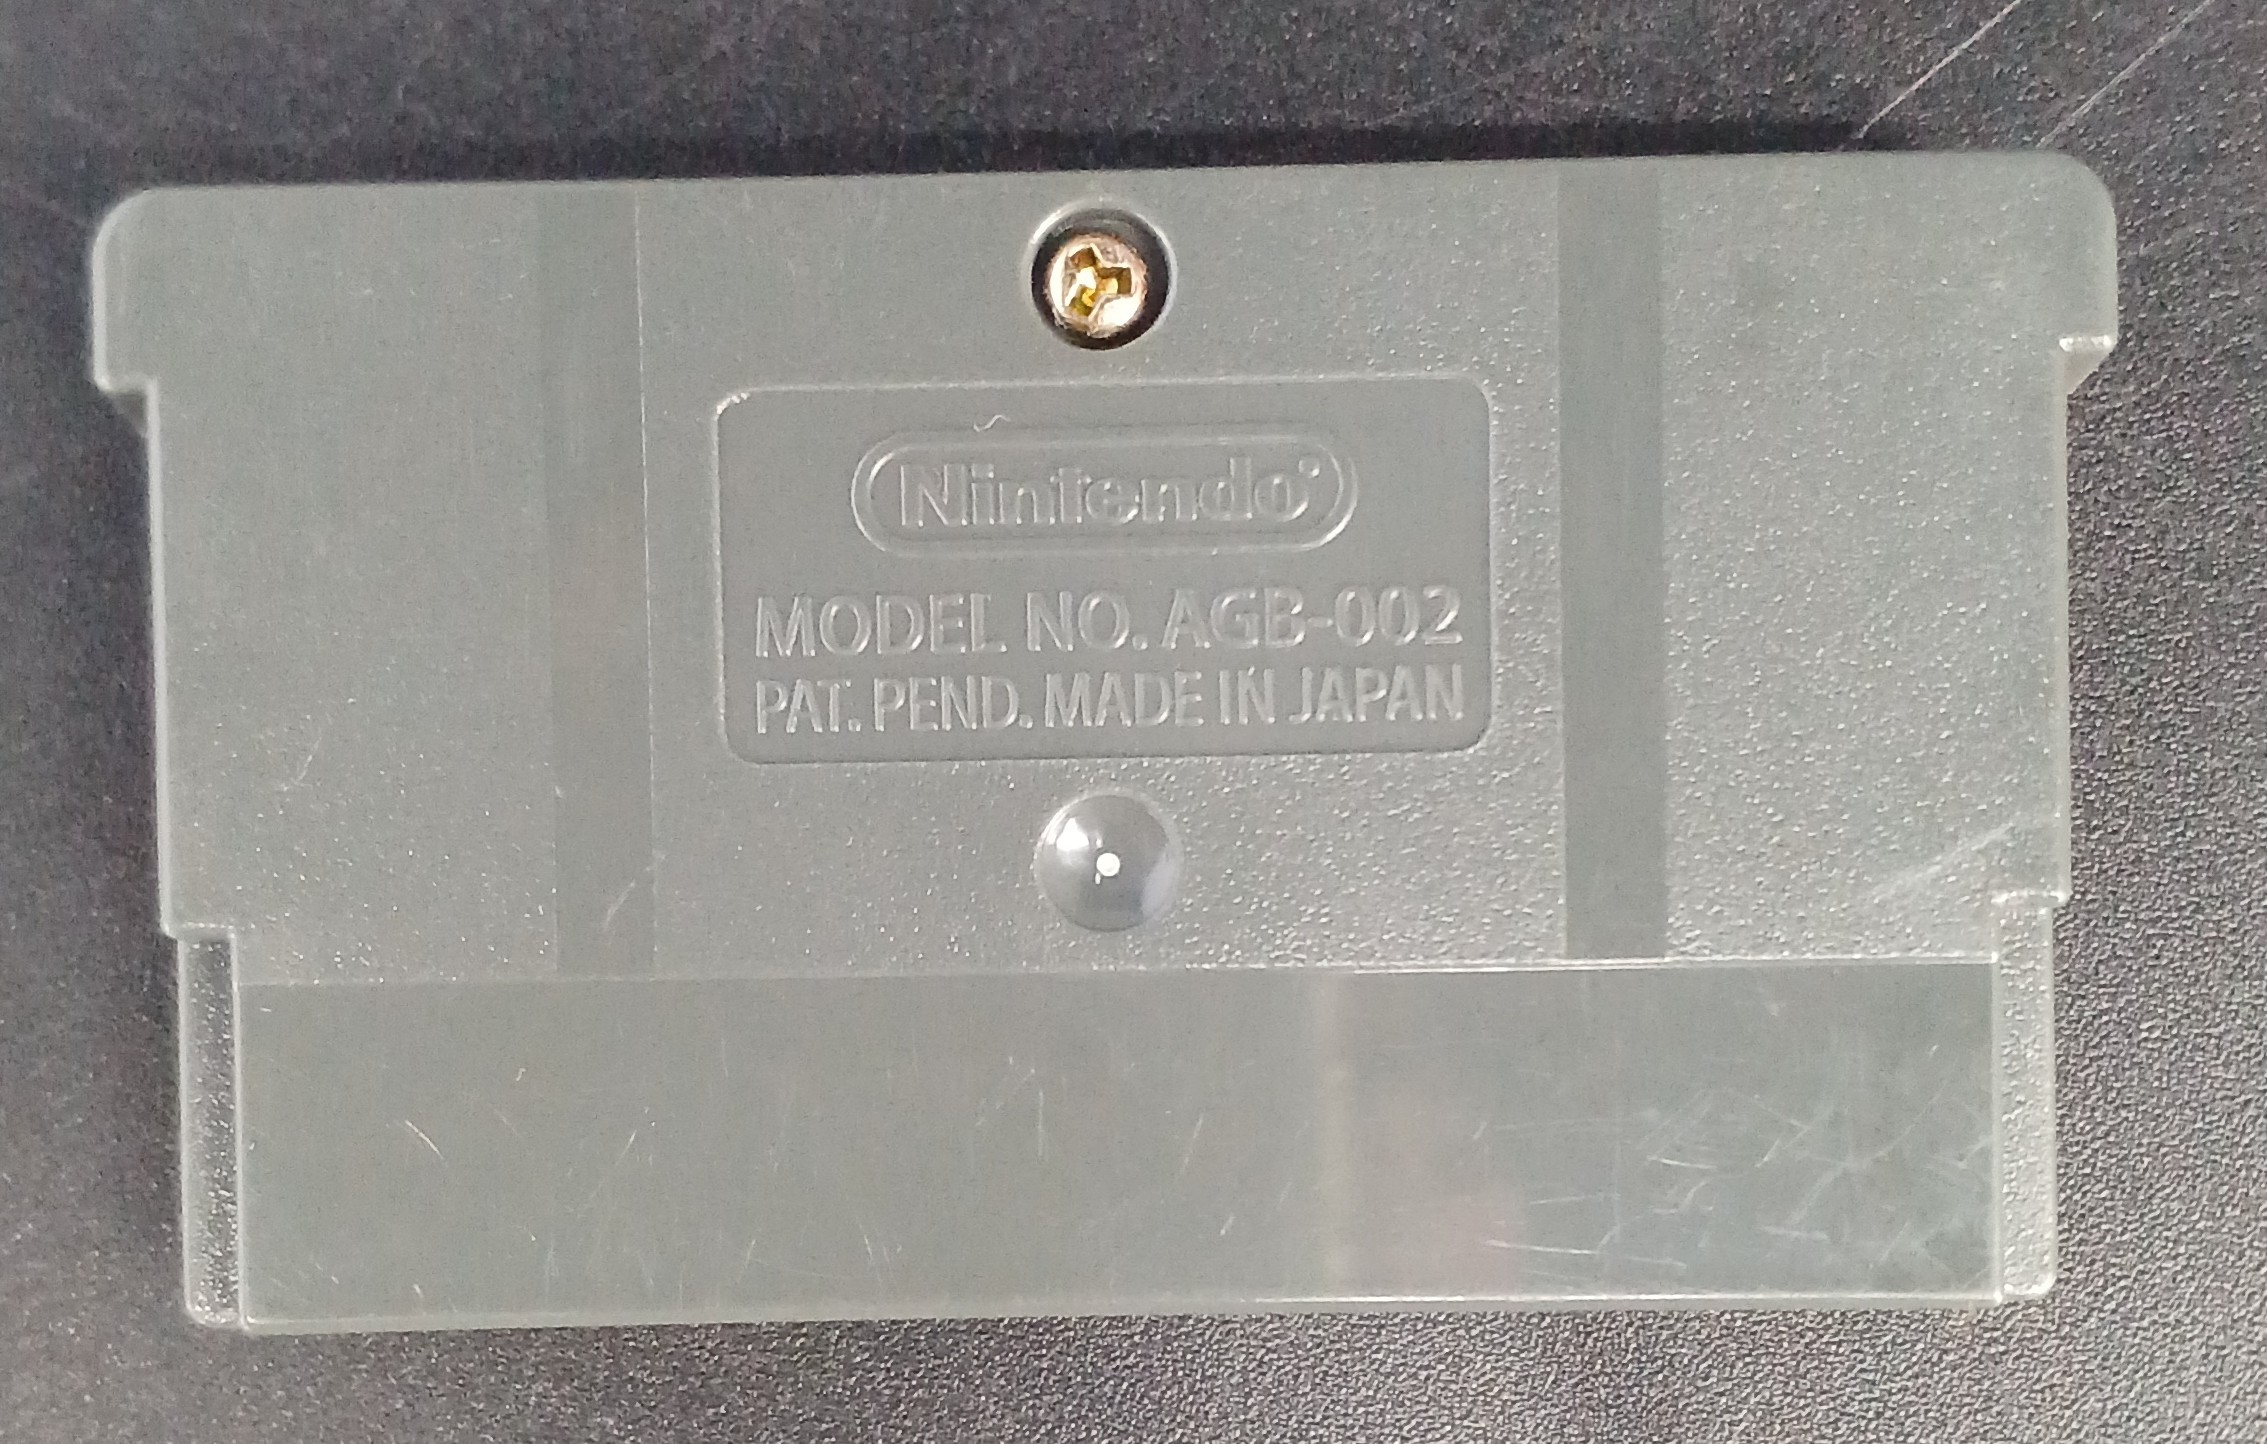 Nintendo
MODEL NO. AGB-002
PAT. PEND. MADE IN JAPAN